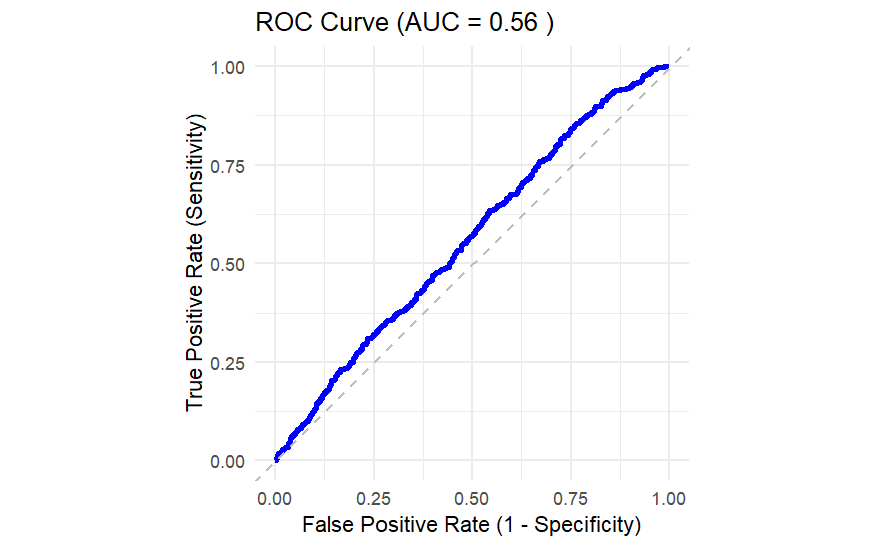 ROC Curve (AUC = 0.56 )
True Positive Rate (Sensitivity)
1.00
0.75
0.50
0.25
0.00
0.00 0.25 0.50 0.75 1.00
False Positive Rate (1 - Specificity)